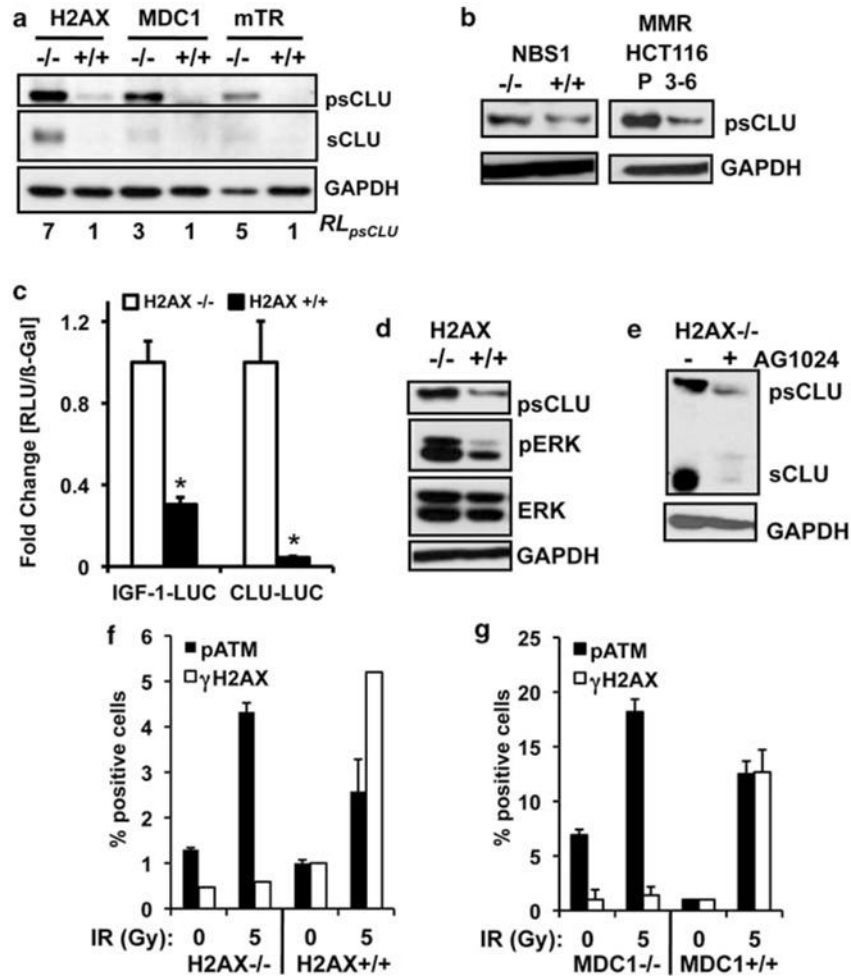 a
H2AX MDC1 mTR
-/- +/+ -/- +/+ -/- +/+
psCLU
sCLU
GAPDH
7 1 3 1 5 1 RLpsCLU
b
NBS1
-/- +/+
MMR
HCT116
P 3-6
psCLU
GAPDH
c
H2AX -/- H2AX +/+
Fold Change [RLU/ß-Gal]
1.2
0.8
0.4
0
* *
IGF-1-LUC CLU-LUC
d
H2AX
-/- +/+
psCLU
pERK
ERK
GAPDH
e
H2AX-/-
- + AG1024
psCLU
sCLU
GAPDH
f
pATM
γH2AX
% positive cells
6
5
4
3
2
1
0
IR (Gy): 0 5 0 5
H2AX-/- H2AX+/+
g
pATM
γH2AX
% positive cells
25
20
15
10
5
0
IR (Gy): 0 5 0 5
MDC1-/- MDC1+/+